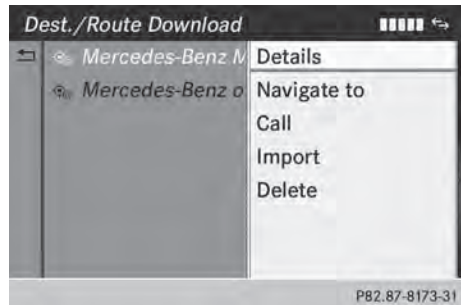 Dest./Route Download
Mercedes-Benz M
Details
Mercedes-Benz o
Navigate to
Call
Import
Delete
P82.87-8173-31